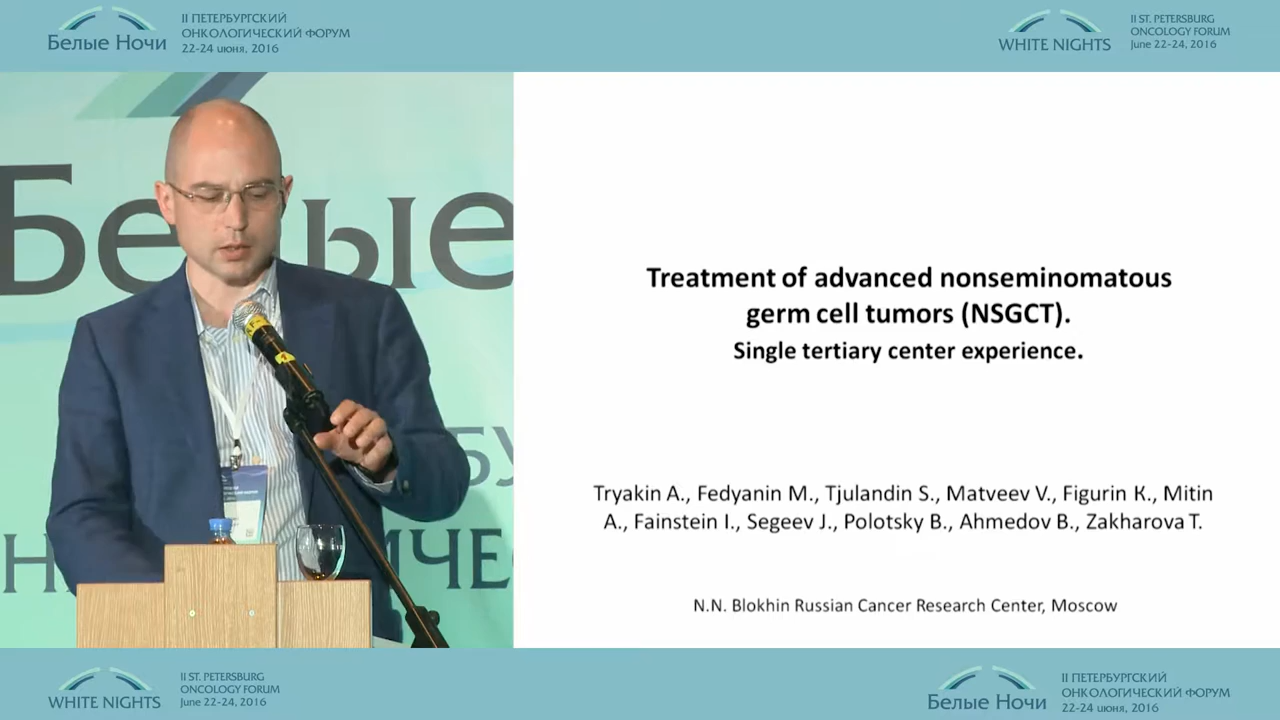 II ПЕТЕРБУРГСКИЙ
ОНКОЛОГИЧЕСКИЙ ФОРУМ
22-24 июня, 2016
Белые Ночи
II ST. PETERSBURG
ONCOLOGY FORUM
June 22-24, 2016
WHITE NIGHTS
Белые
Treatment of advanced nonseminomatous
germ cell tumors (NSGCT).
Single tertiary center experience.
Tryakin A., Fedyanin M., Tjulandin S., Matveev V., Figurin K., Mitin
A., Fainstein I., Segeev J., Polotsky B., Ahmedov B., Zakharova T.
N.N. Blokhin Russian Cancer Research Center, Moscow
II ST. PETERSBURG
ONCOLOGY FORUM
June 22-24, 2016
WHITE NIGHTS
II ПЕТЕРБУРГСКИЙ
ОНКОЛОГИЧЕСКИЙ ФОРУМ
22-24 июня, 2016
Белые Ночи